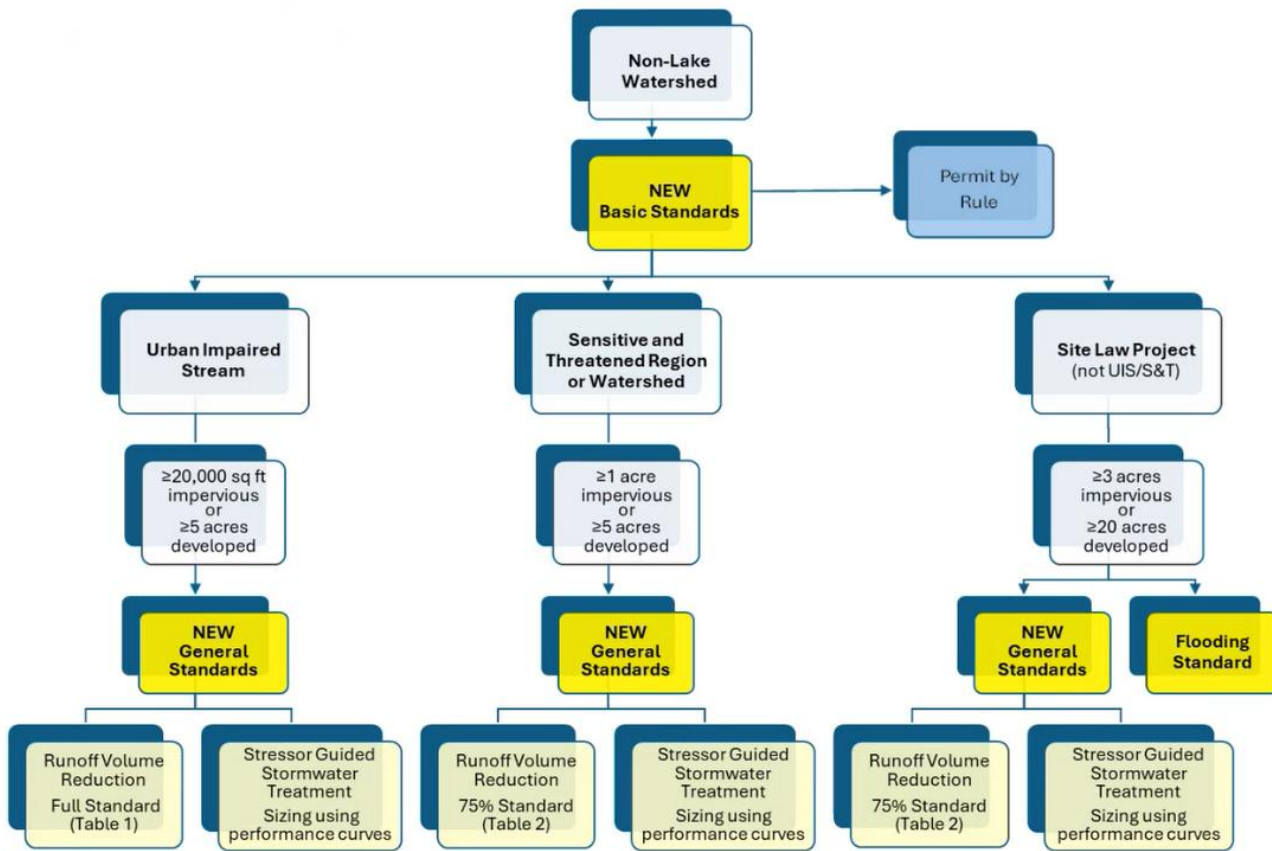 Non-Lake
Watershed
NEW
Basic Standards
Permit by
Rule
Urban Impaired
Stream
Sensitive and
Threatened Region
or Watershed
Site Law Project
(not UIS/S&T)
≥20,000 sq ft
impervious
or
≥5 acres
developed
≥1 acre
impervious
or
≥5 acres
developed
≥3 acres
impervious
or
≥20 acres
developed
NEW
General
Standards
NEW
General
Standards
NEW
General
Standards
Flooding
Standard
Runoff Volume
Reduction
Full Standard
(Table 1)
Stressor Guided
Stormwater
Treatment
Sizing using
performance curves
Runoff Volume
Reduction
75% Standard
(Table 2)
Stressor Guided
Stormwater
Treatment
Sizing using
performance curves
Runoff Volume
Reduction
75% Standard
(Table 2)
Stressor Guided
Stormwater
Treatment
Sizing using
performance curves